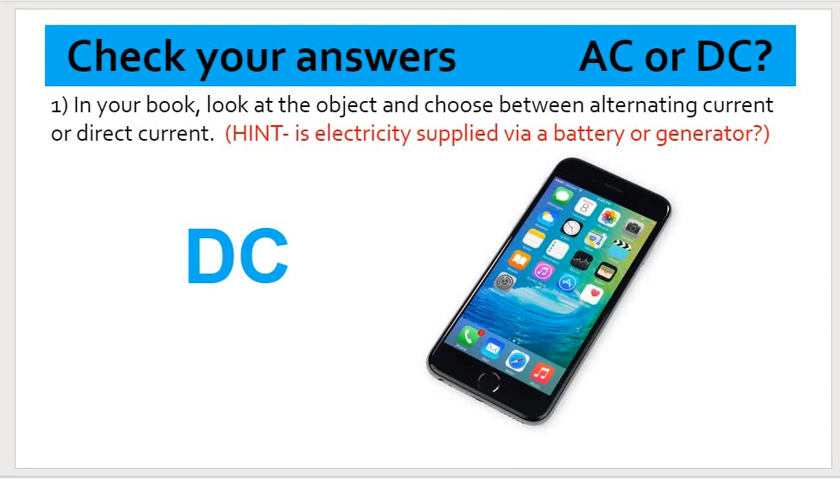 Check your answers AC or DC?
1) In your book, look at the object and choose between alternating current
or direct current. (HINT- is electricity supplied via a battery or generator?)
DC
8